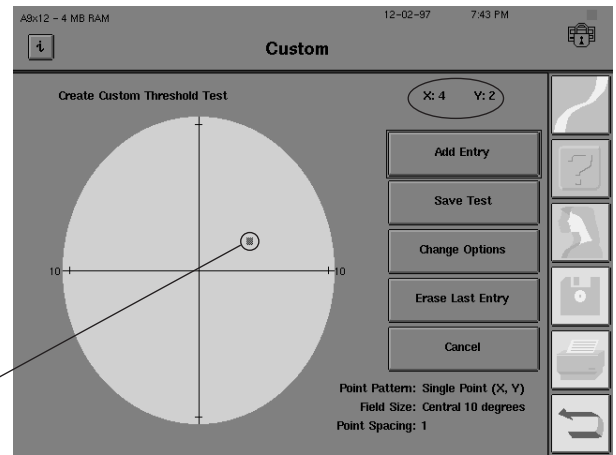 A9x12 - 4 MB RAM
12-02-97 7:43 PM
i
Custom
Create Custom Threshold Test
X: 4 Y: 2
Add Entry
Save Test
Change Options
10 10
Erase Last Entry
Cancel
Point Pattern: Single Point (X, Y)
Field Size: Central 10 degrees
Point Spacing: 1
?